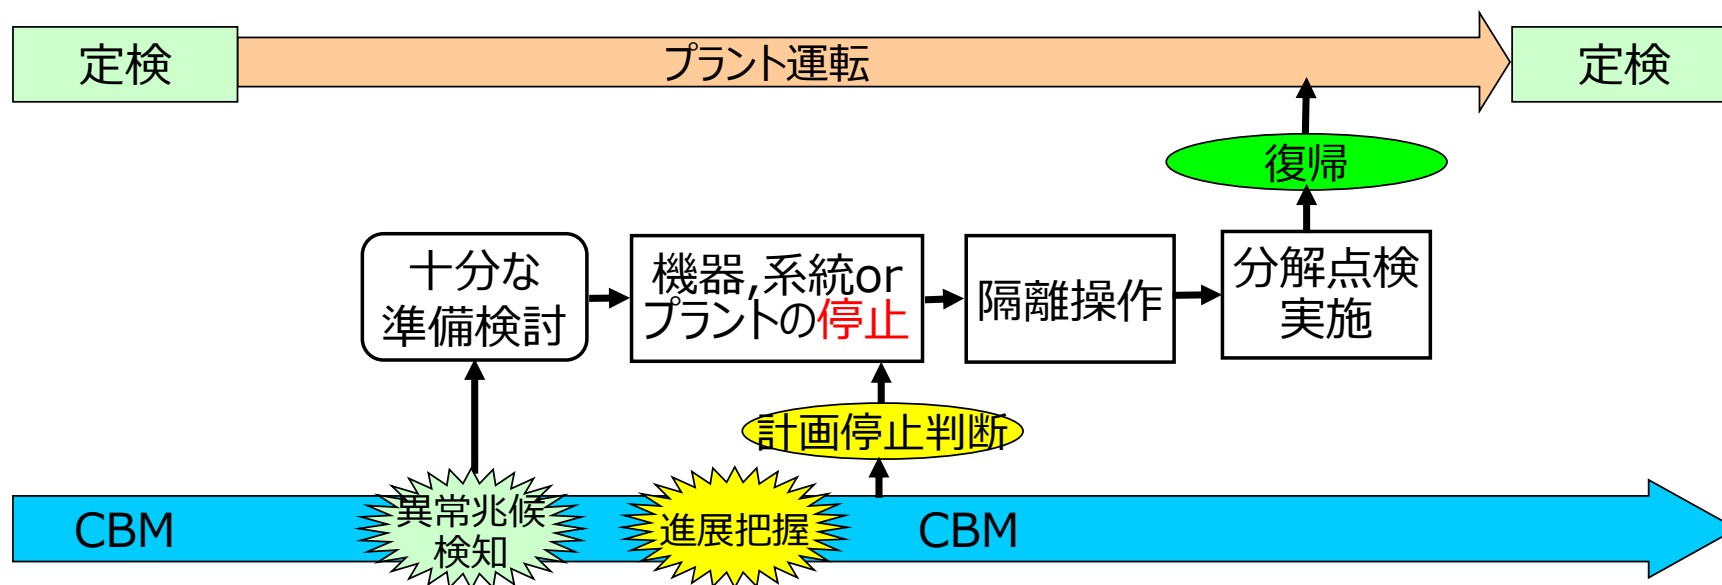 定検
プラント運転
定検
復帰
十分な
準備検討
機器,系統or
プラントの停止
隔離操作
分解点検
実施
計画停止判断
CBM
異常兆候
検知
進展把握
CBM